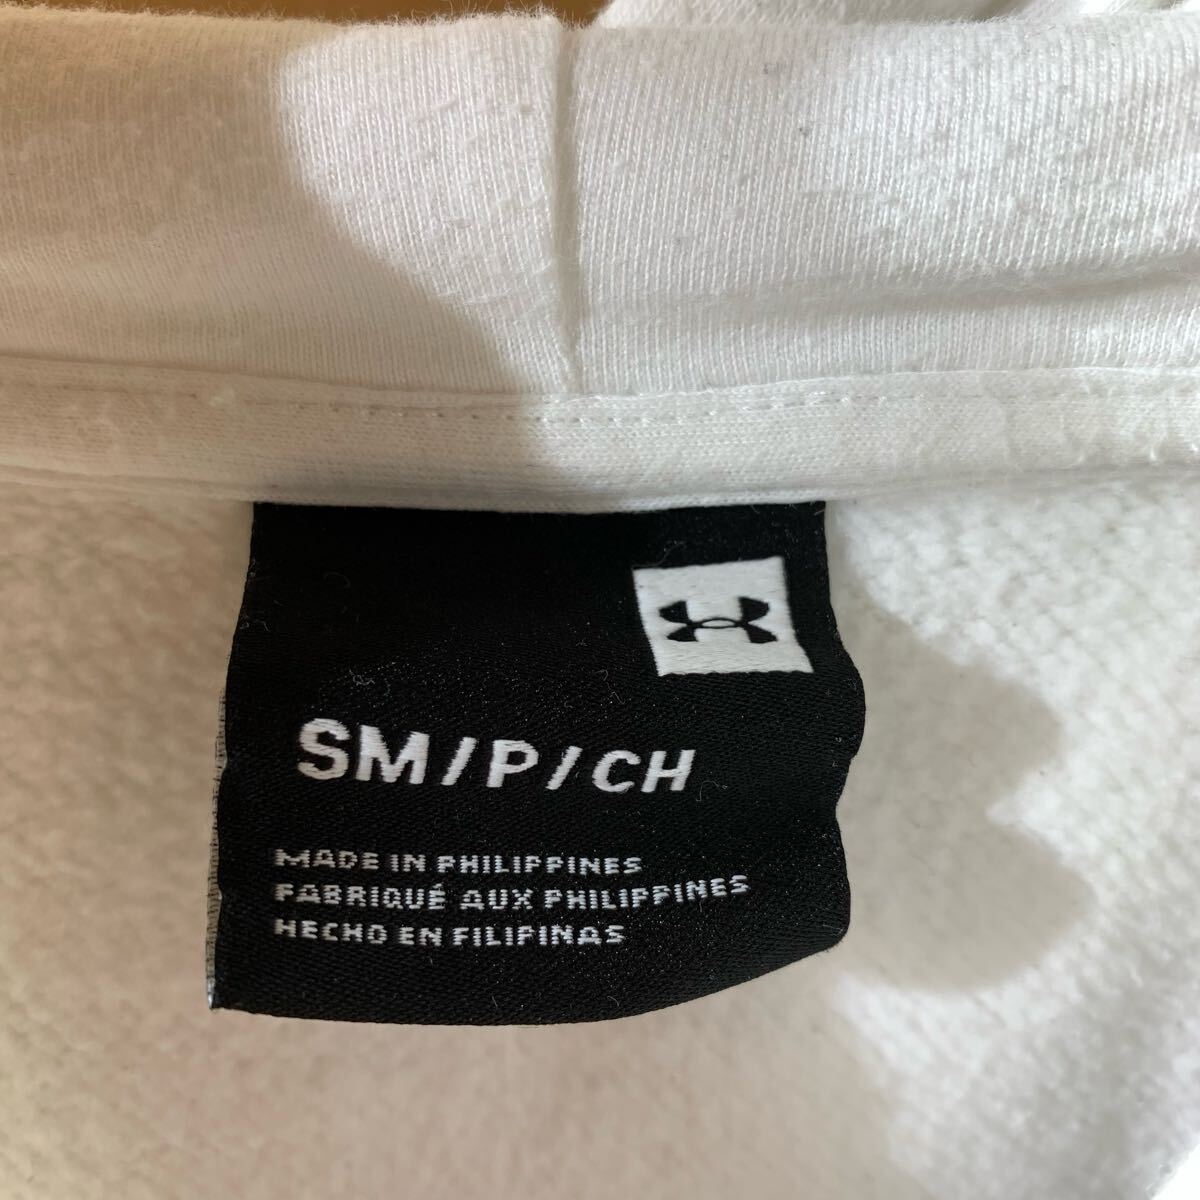 SM/P/CH
MADE IN PHILIPPINES
FABRIQUÉ AUX PHILIPPINES
HECHO EN FILIPINAS